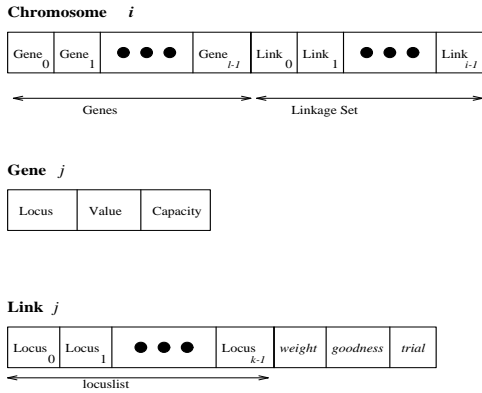 Chromosome i
Gene 0 Gene 1 ● ● ● Gene l-1 Link 0 Link 1 ● ● ● Link i-1
Genes Linkage Set
Gene j
Locus Value Capacity
Link j
Locus 0 Locus 1 ● ● ● Locus k-1 weight goodness trial
locuslist